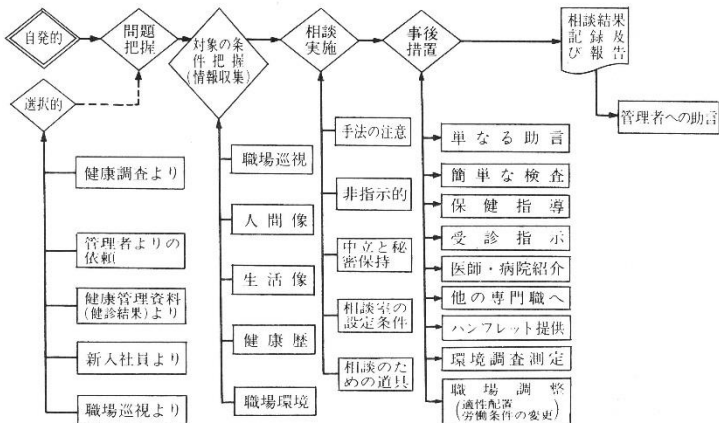 自発的
問題
把握
対象の条
件把握
(情報収集)
相談
実施
事後
措置
相談結果
記録及
び報告
管理者への助言
選択的
健康調査より
管理者よりの
依頼
健康管理資料
(健診結果)より
新入社員より
職場巡視より
職場巡視
人間像
生活像
健康歴
職場環境
手法の注意
非指示的
中立と秘
密保持
相談室の
設定条件
相談のた
めの道具
単なる助言
簡単な検査
保健指導
受診指示
医師・病院紹介
他の専門職へ
パンフレット提供
環境調査測定
職場調整
(適性配置
労働条件の変更)